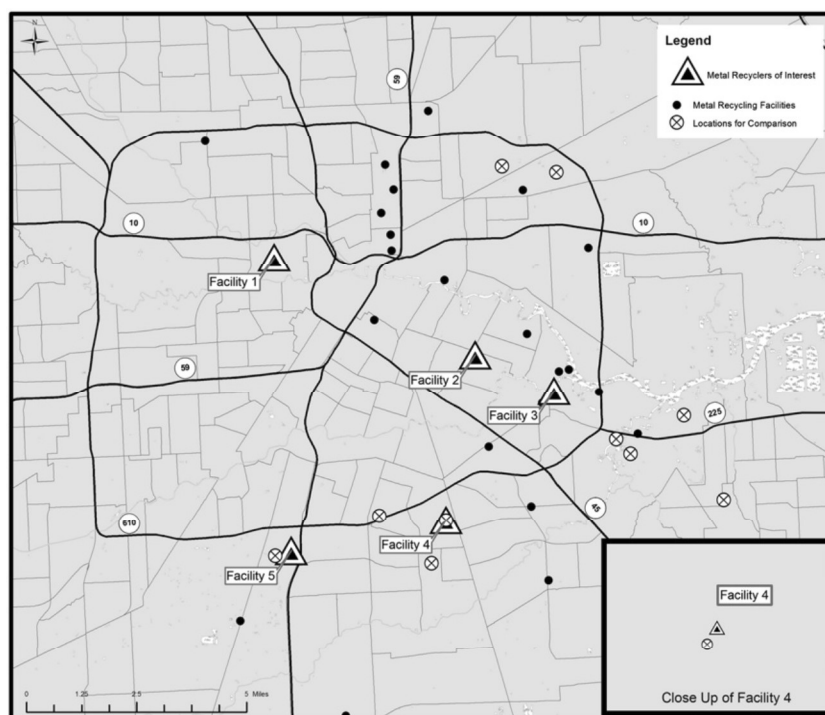 N
59
Legend
Metal Recyclers of Interest
Metal Recycling Facilities
Locations for Comparison
10
10
Facility 1
59
Facility 2
Facility 3
225
610
45
Facility 4
Facility 5
0 1.25 2.5 5 Miles
Facility 4
Close Up of Facility 4